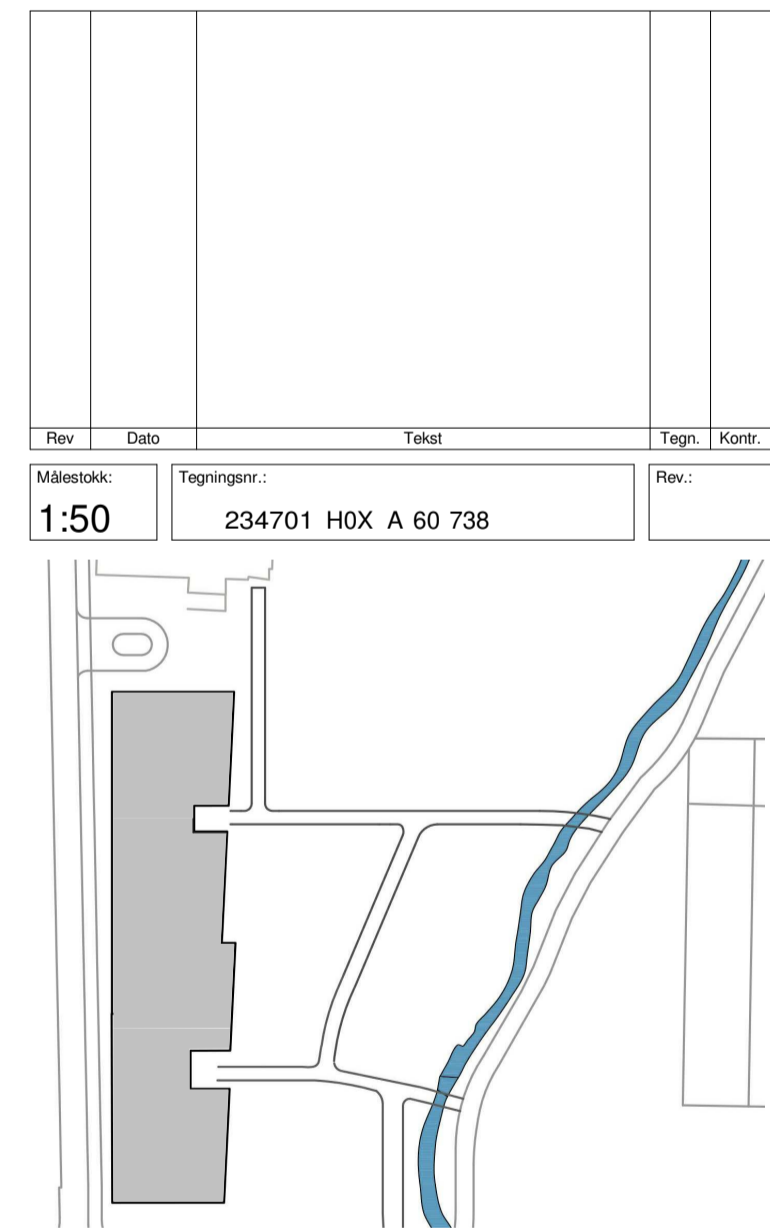 Rev Dato Tekst Tegn. Kontr.
Målestokk: Tegningsnr.: Rev.:
1:50 234701 H0X A 60 738